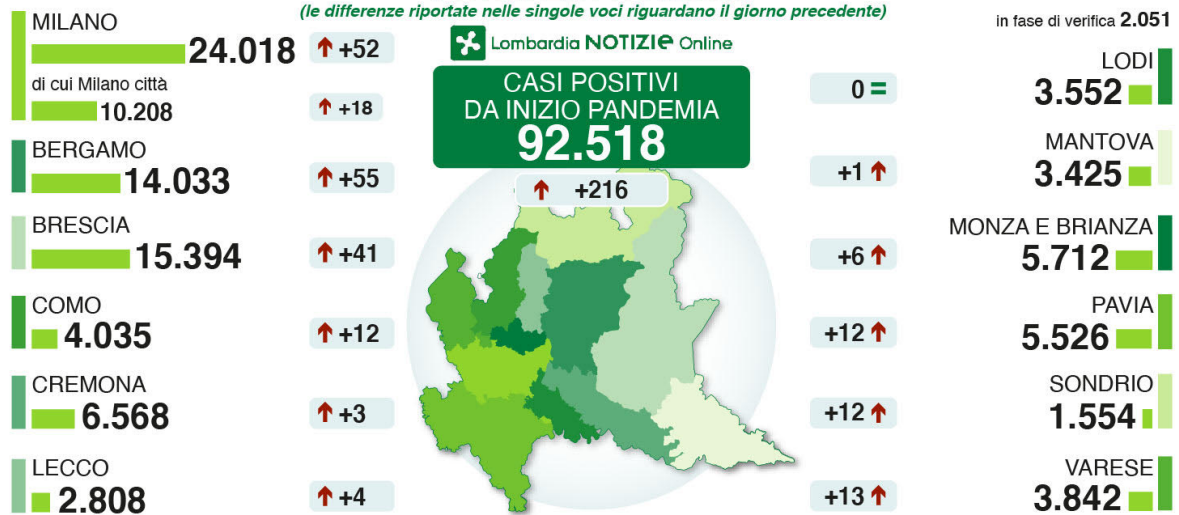 (le differenze riportate nelle singole voci riguardano il giorno precedente)
Lombardia NOTIZIE Online
CASI POSITIVI
DA INIZIO PANDEMIA
92.518
+216
MILANO
24.018 +52
di cui Milano città
10.208 +18
BERGAMO
14.033 +55
BRESCIA
15.394 +41
COMO
4.035 +12
CREMONA
6.568 +3
LECCO
2.808 +4
in fase di verifica 2.051
LODI
0 = 3.552
MANTOVA
+1 3.425
MONZA E BRIANZA
+6 5.712
PAVIA
+12 5.526
SONDRIO
+12 1.554
VARESE
+13 3.842